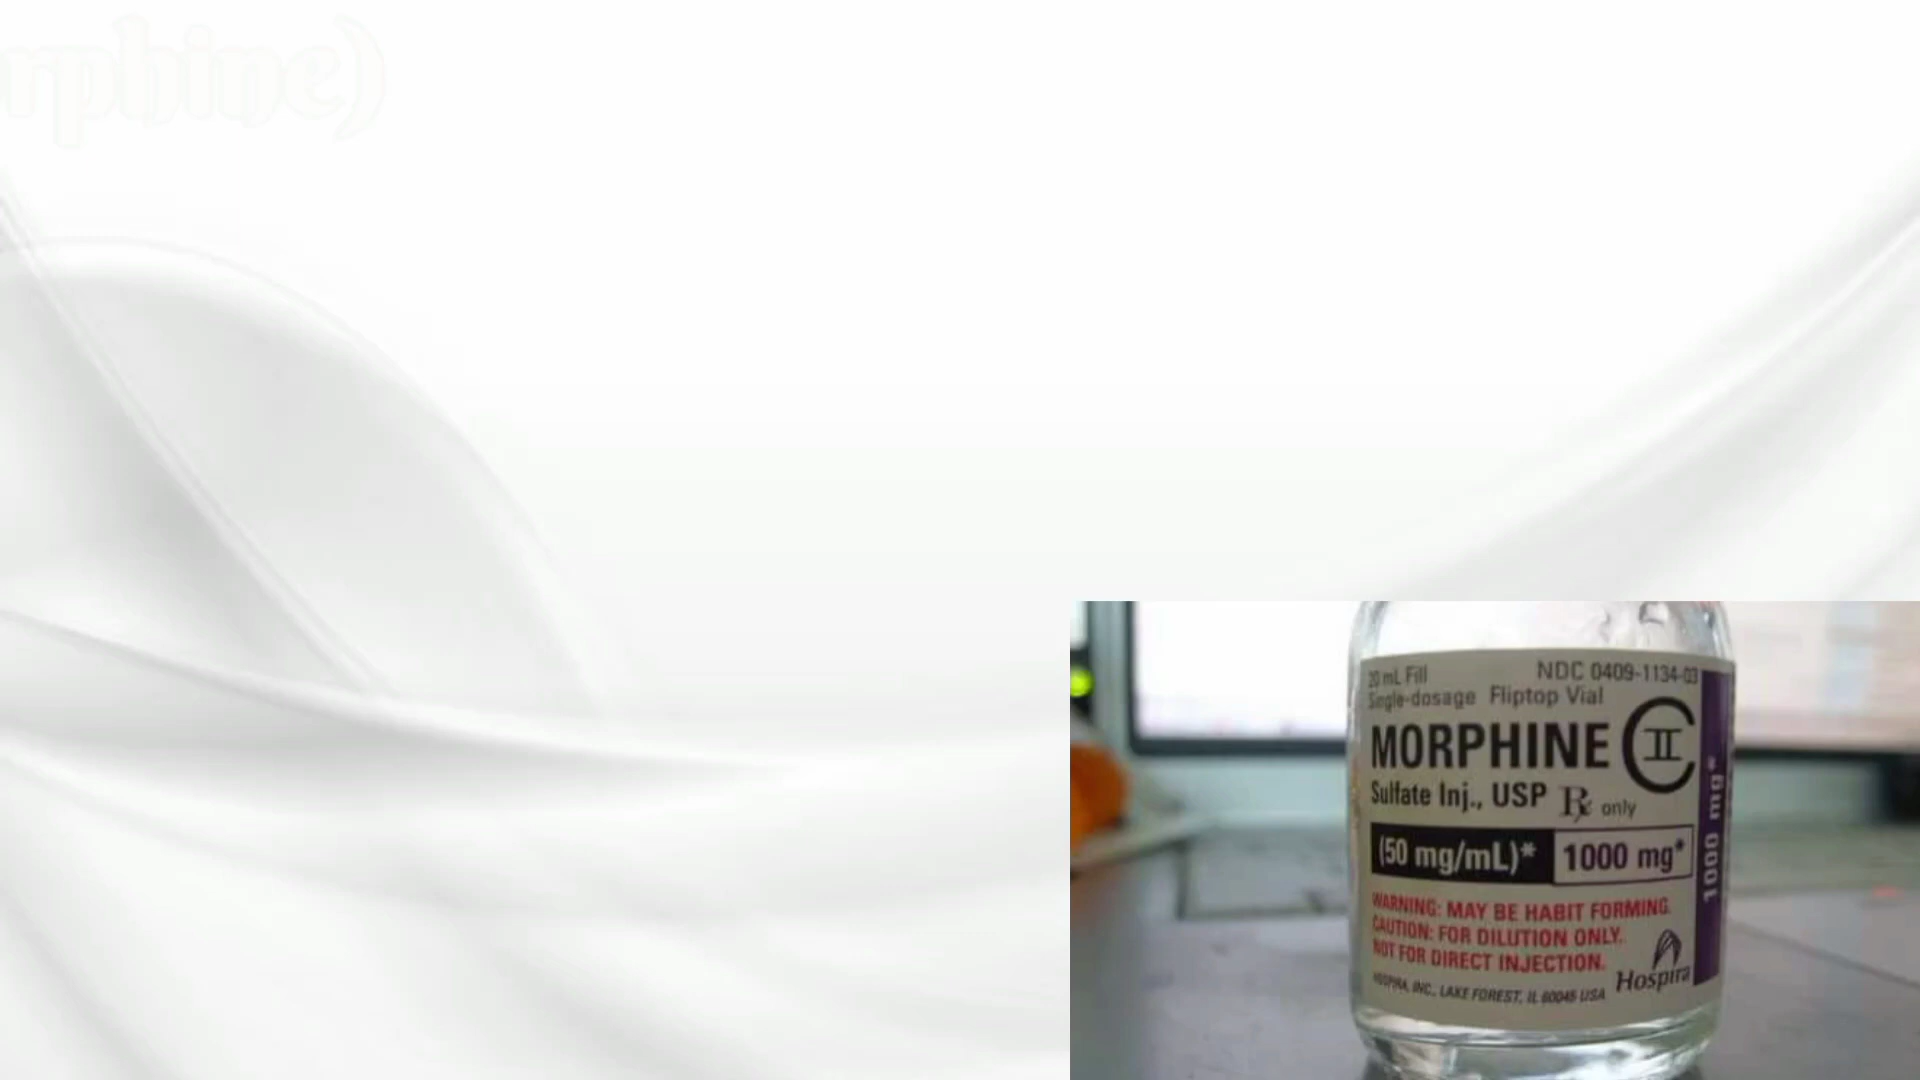 rphine)
20 mL Fill NDC 0409-1134-03
Single-dosage Fliptop Vial
MORPHINE CII
Sulfate Inj., USP Rx only
(50 mg/mL)* 1000 mg*
1000 mg*
WARNING: MAY BE HABIT FORMING.
CAUTION: FOR DILUTION ONLY.
NOT FOR DIRECT INJECTION.
HOSPIRA, INC., LAKE FOREST, IL 60045 USA
Hospira